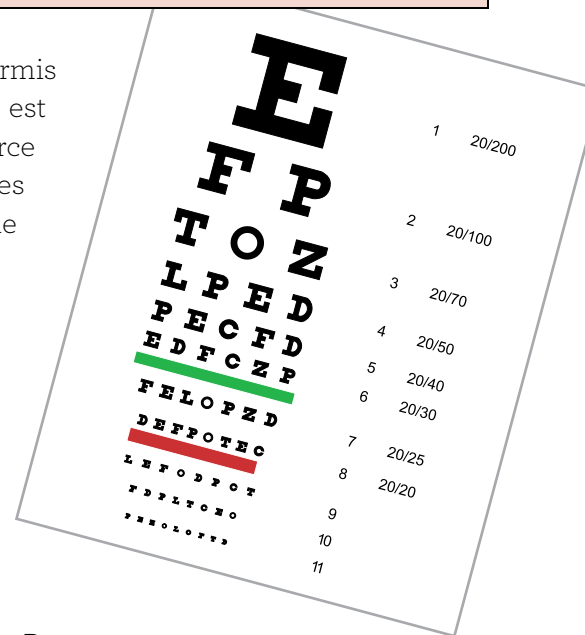 rmis
est
rce
es
e
E 1 20/200
F P 2 20/100
T O Z 3 20/70
L P E D 4 20/50
P E C F D 5 20/40
E D F C Z P 6 20/30
F E L O P Z D 7 20/25
D E F P O T E C 8 20/20
L E F O D P C T 9
F D P L T C E O 10
11